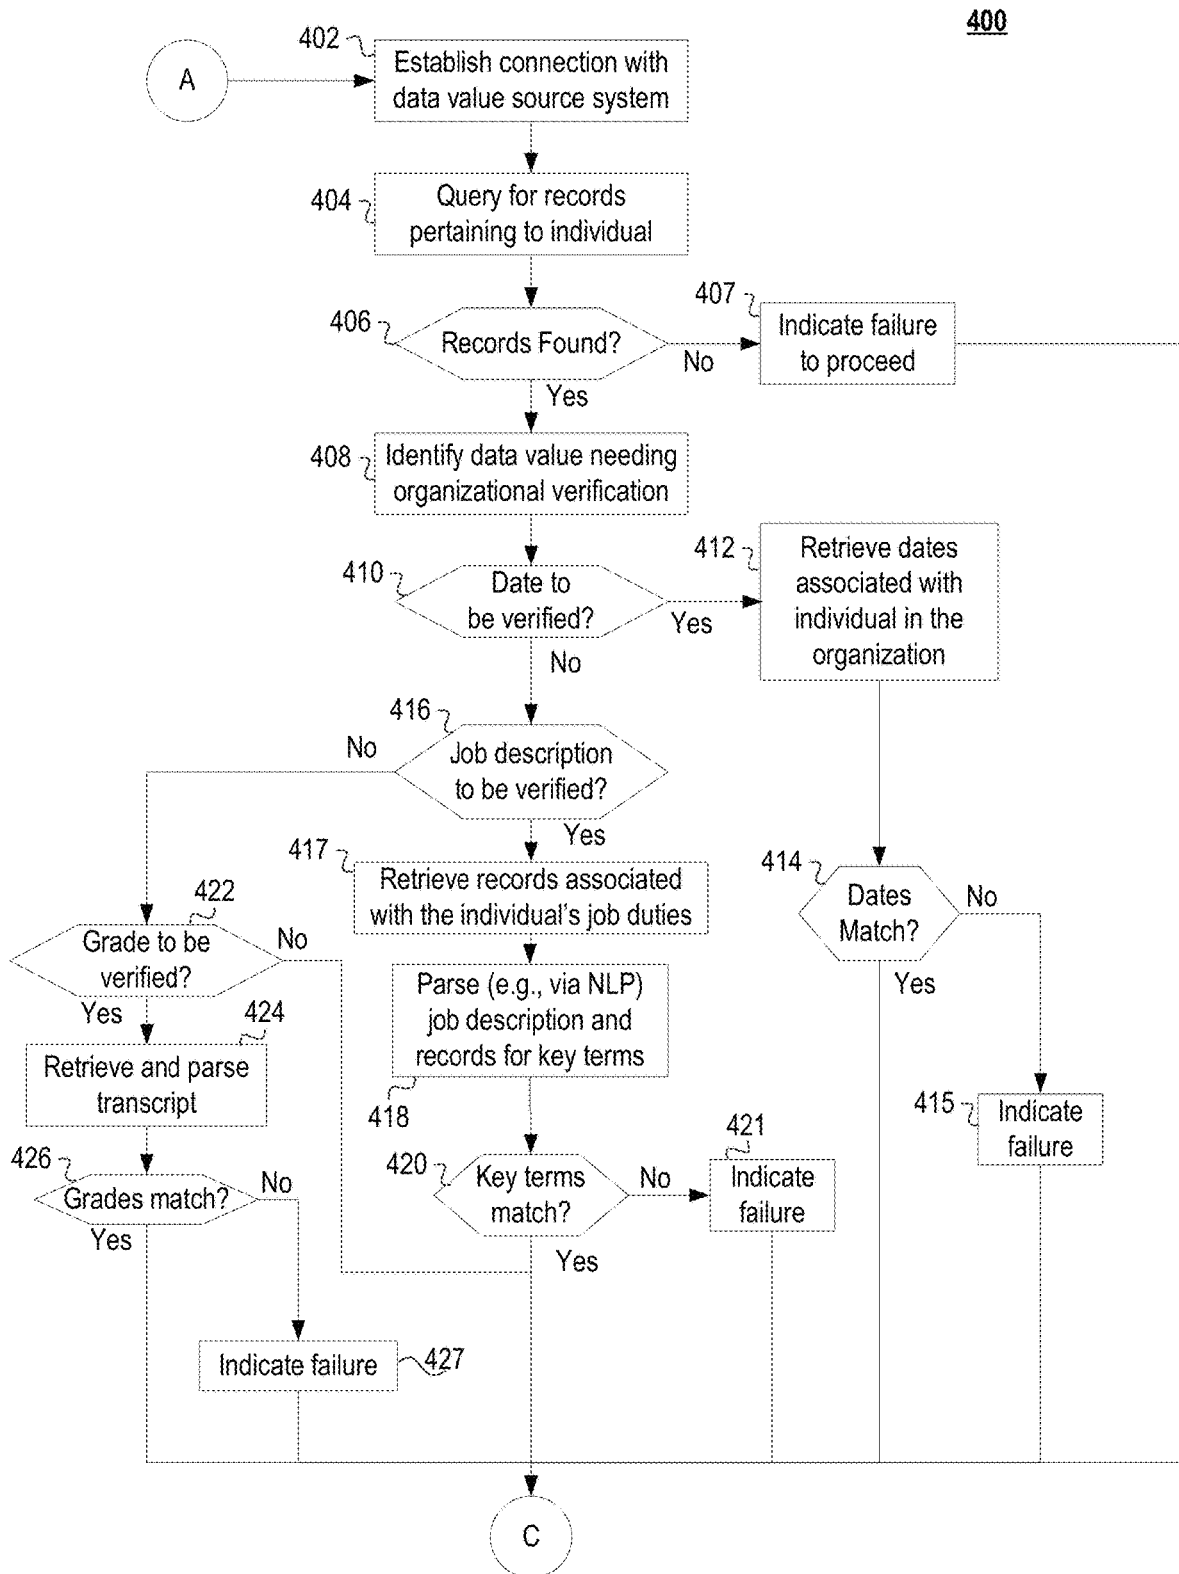 400
402
A
Establish connection with
data value source system
404
Query for records
pertaining to individual
406
Records Found?
No
Yes
407
Indicate failure
to proceed
408
Identify data value needing
organizational verification
410
Date to
be verified?
Yes
No
412
Retrieve dates
associated with
individual in the
organization
416
Job description
to be verified?
No
Yes
417
Retrieve records associated
with the individual's job duties
414
Dates
Match?
No
Yes
422
Grade to be
verified?
No
Yes
Parse (e.g., via NLP)
job description and
records for key terms
418
424
Retrieve and parse
transcript
415
Indicate
failure
426
Grades match?
No
Yes
420
Key terms
match?
No
Yes
421
Indicate
failure
Indicate failure
427
C